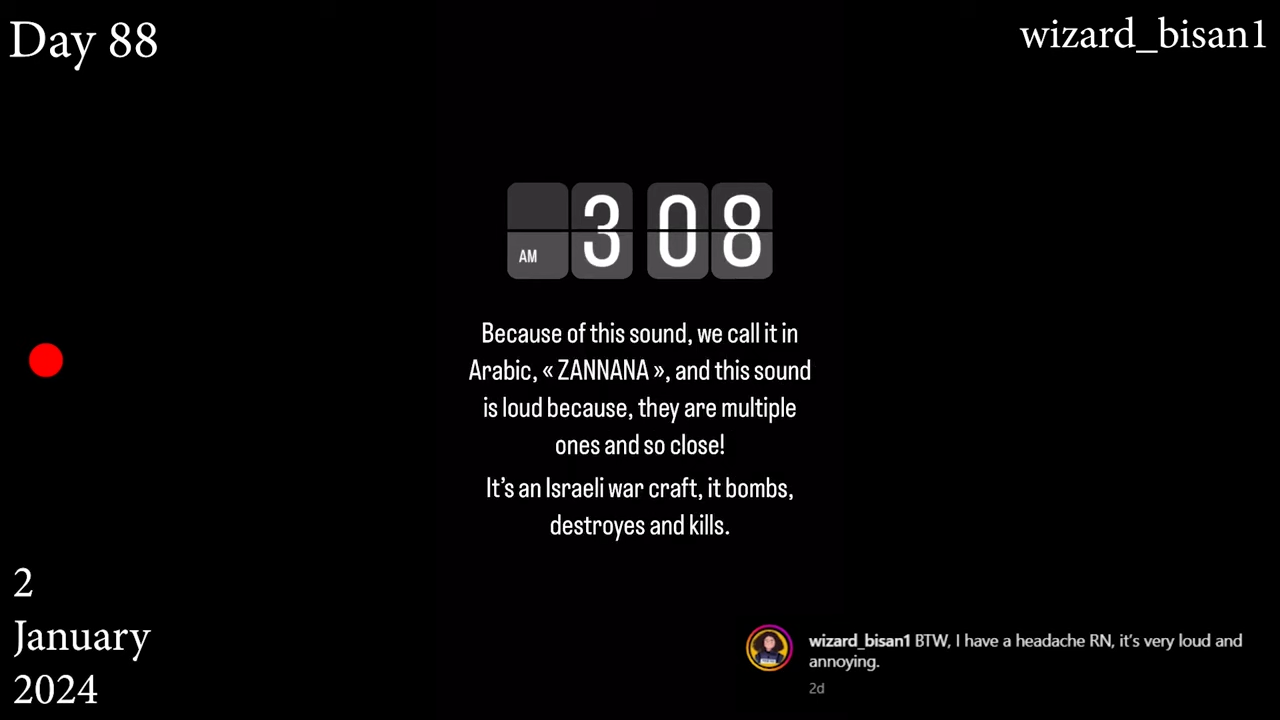 Day 88
wizard_bisan1
AM 3 08
Because of this sound, we call it in
Arabic, « ZANNANA », and this sound
is loud because, they are multiple
ones and so close!
It's an Israeli war craft, it bombs,
destroyes and kills.
2
January
2024
wizard_bisan1 BTW, I have a headache RN, it's very loud and
annoying.
2d